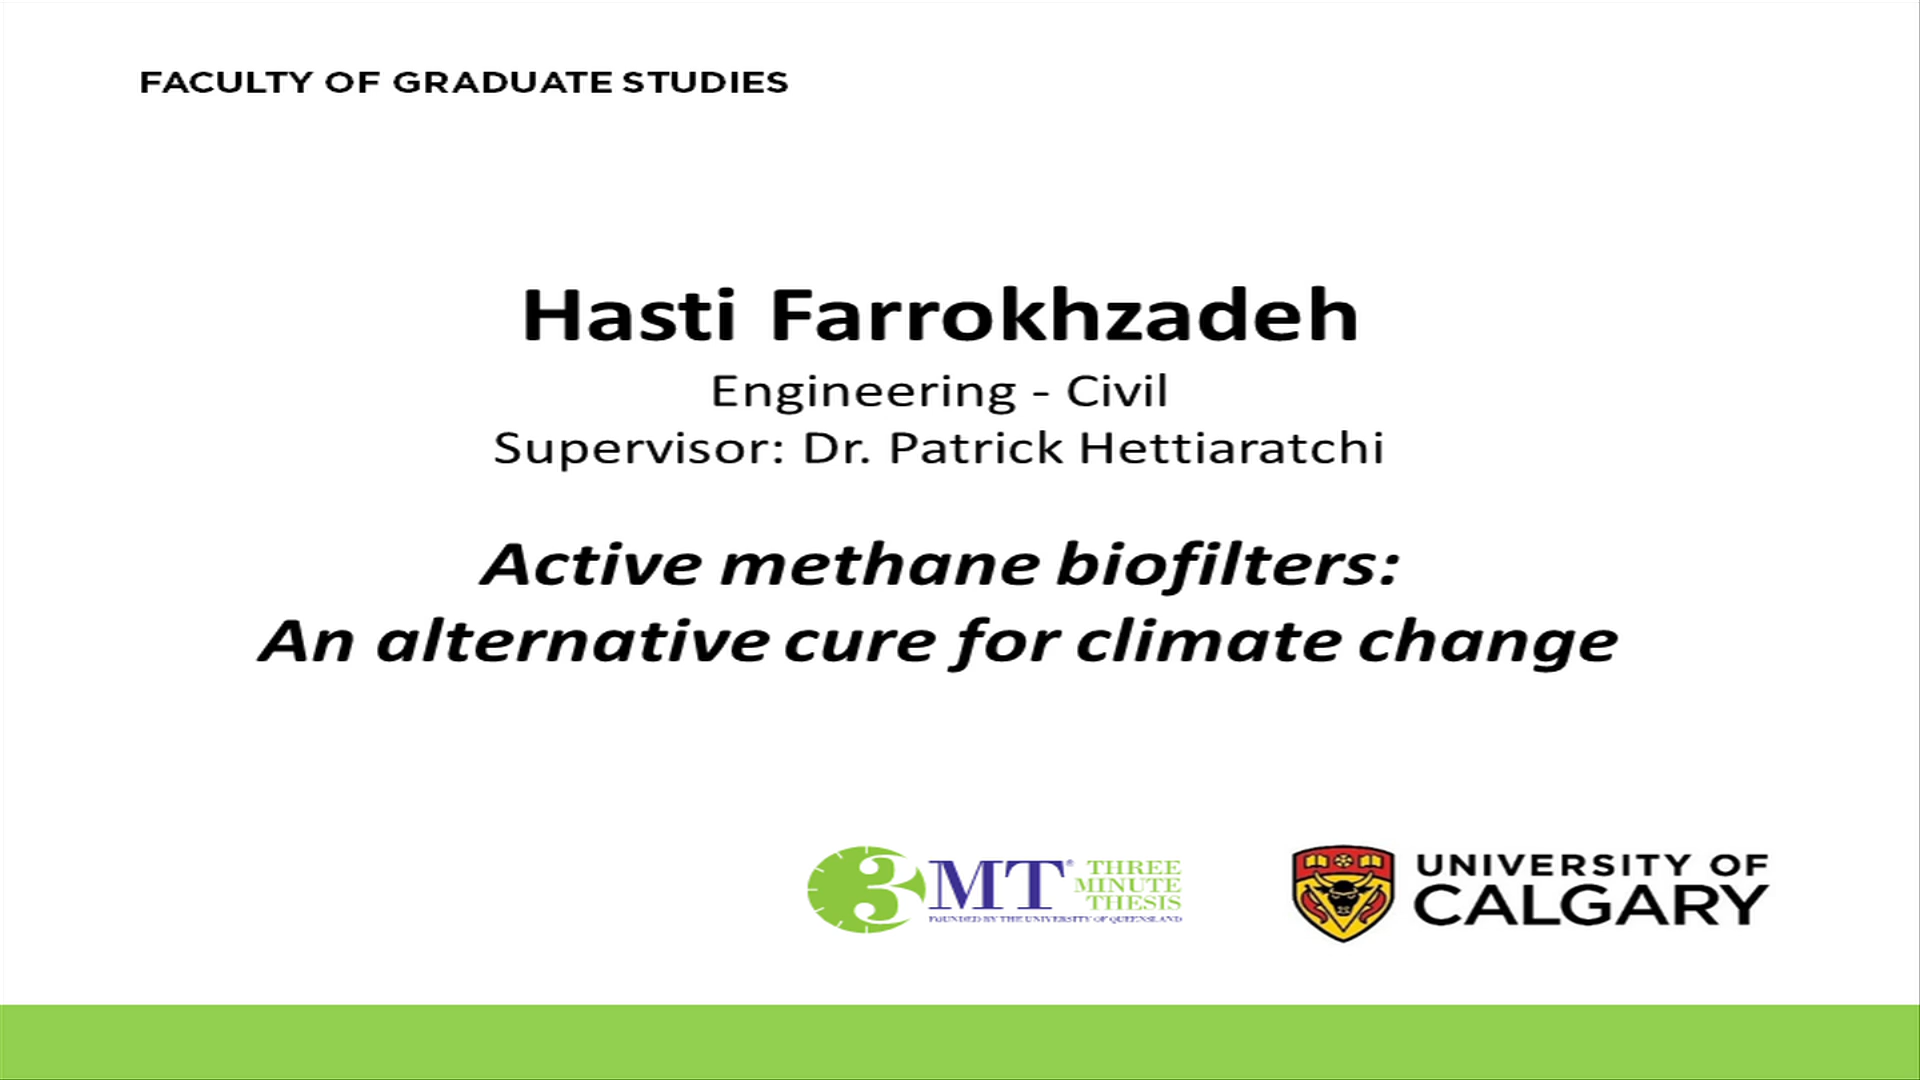 FACULTY OF GRADUATE STUDIES
Hasti Farrokhzadeh
Engineering - Civil
Supervisor: Dr. Patrick Hettiaratchi
Active methane biofilters:
An alternative cure for climate change
3MT® THREE
MINUTE
THESIS
FOUNDED BY THE UNIVERSITY OF QUEENSLAND
UNIVERSITY OF
CALGARY